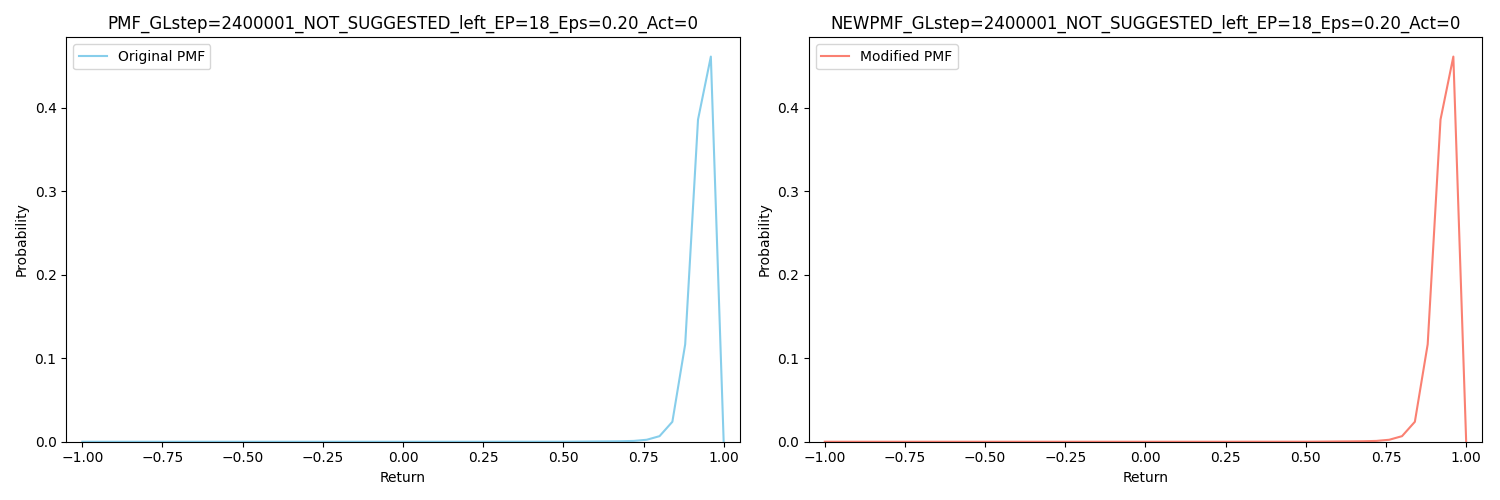 PMF_GLstep=2400001_NOT_SUGGESTED_left_EP=18_Eps=0.20_Act=0
Original PMF
Probability
0.4
0.3
0.2
0.1
0.0
−1.00 −0.75 −0.50 −0.25 0.00 0.25 0.50 0.75 1.00
Return
NEWPMF_GLstep=2400001_NOT_SUGGESTED_left_EP=18_Eps=0.20_Act=0
Modified PMF
Probability
0.4
0.3
0.2
0.1
0.0
−1.00 −0.75 −0.50 −0.25 0.00 0.25 0.50 0.75 1.00
Return